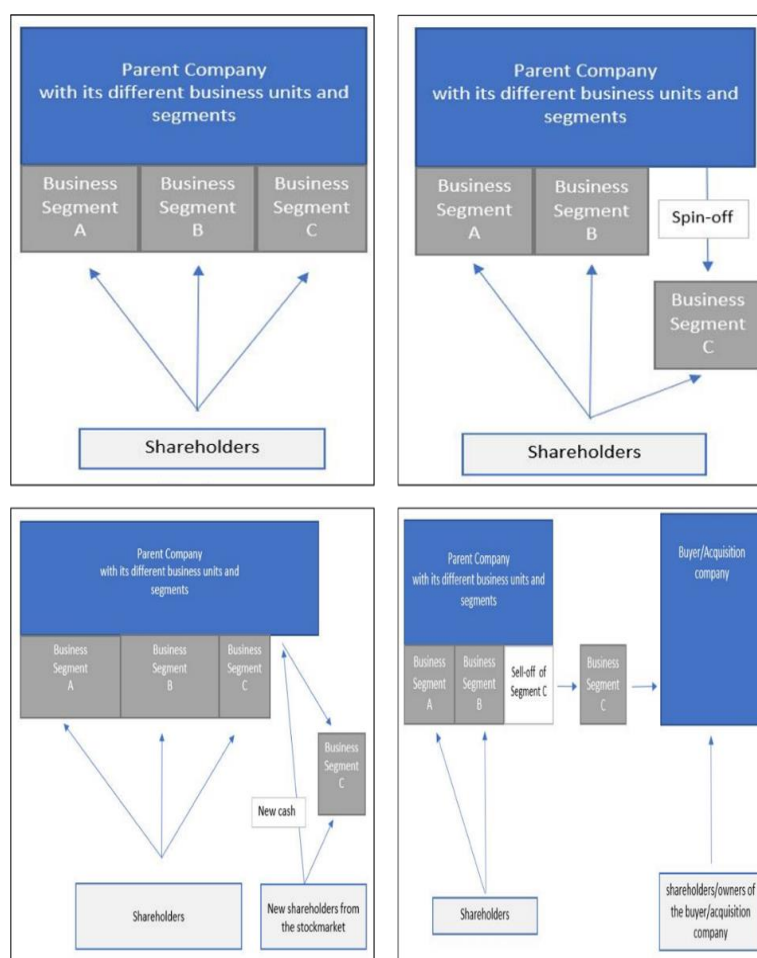 Parent Company
with its different business units and
segments
Business
Segment
A
Business
Segment
B
Business
Segment
C
Shareholders
Parent Company
with its different business units and
segments
Business
Segment
A
Business
Segment
B
Spin-off
Business
Segment
C
Shareholders
Parent Company
with its different business units and
segments
Business
Segment
A
Business
Segment
B
Business
Segment
C
Business
Segment
C
New cash
Shareholders
New shareholders from
the stockmarket
Parent Company
with its different business units and
segments
Business
Segment
A
Business
Segment
B
Sell-off of
Segment C
Business
Segment
C
Buyer/Acquisition
company
Shareholders
shareholders/owners of
the buyer/acquisition
company